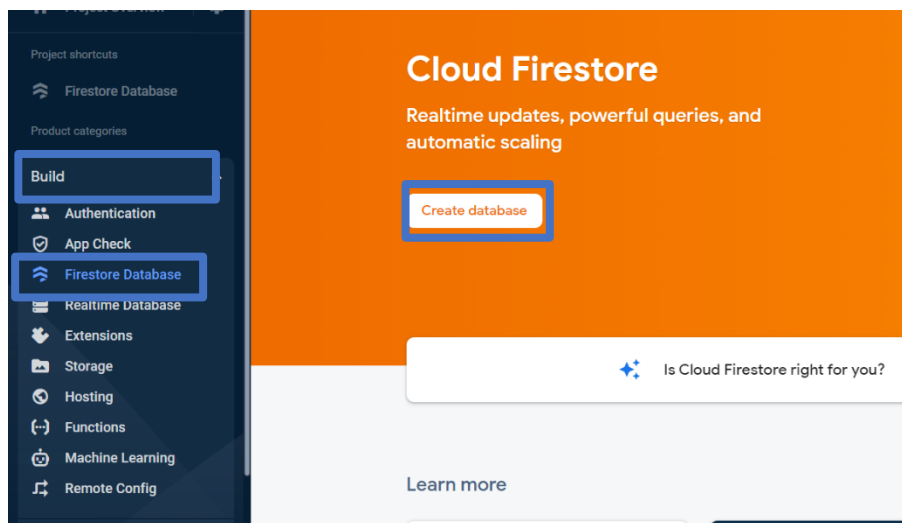 Project Overview
Project shortcuts
Firestore Database
Product categories
Build
Authentication
App Check
Firestore Database
Realtime Database
Extensions
Storage
Hosting
Functions
Machine Learning
Remote Config
Cloud Firestore
Realtime updates, powerful queries, and
automatic scaling
Create database
Is Cloud Firestore right for you?
Learn more